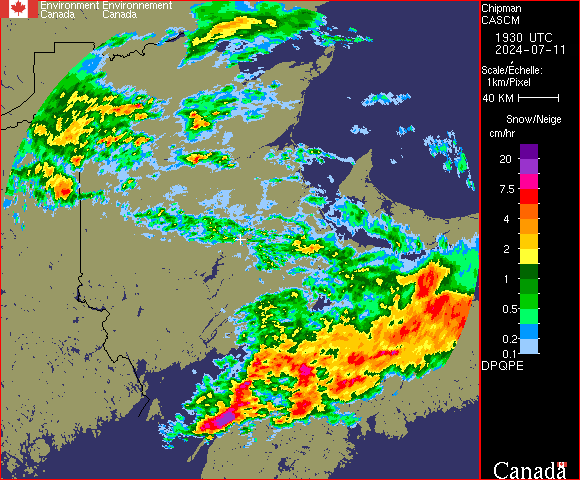 Environment Environnement
Canada Canada
Chipman
CASCM
1930 UTC
2024-07-11
Scale/Échelle:
1km/Pixel
40 KM
Snow/Neige
cm/hr
20
7.5
4
2
1
0.5
0.2
0.1
DPQPE
Canada